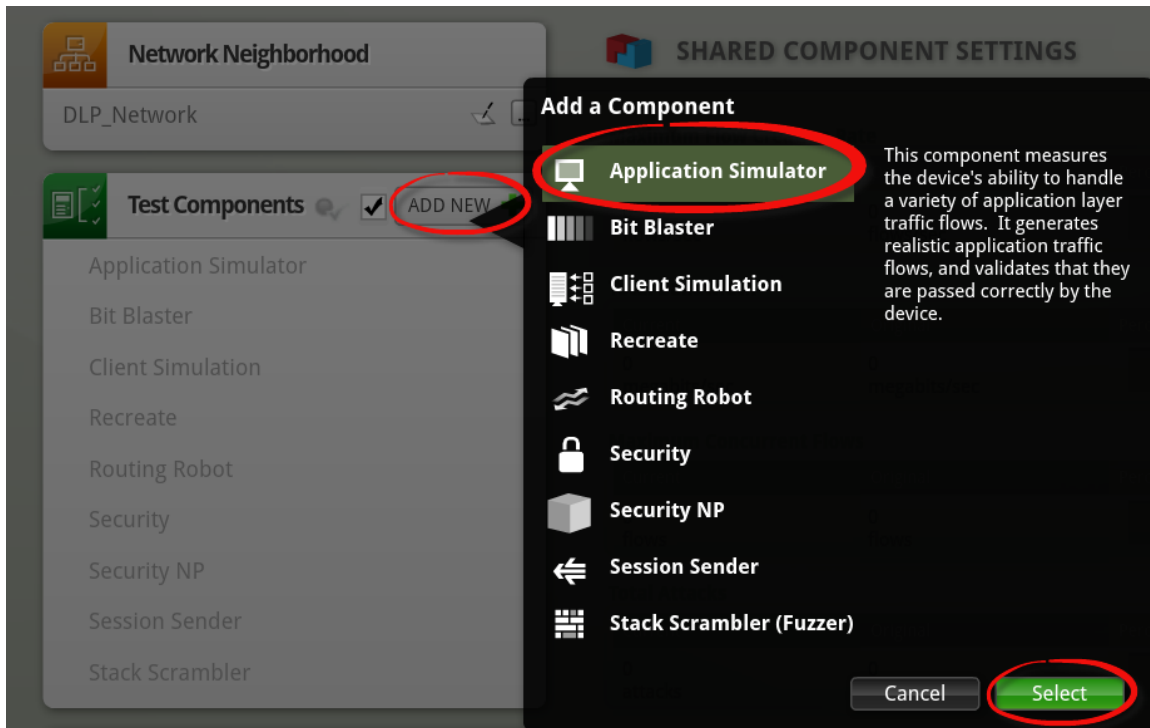 Network Neighborhood
SHARED COMPONENT SETTINGS
DLP_Network
Test Components
ADD NEW
Application Simulator
Bit Blaster
Client Simulation
Recreate
Routing Robot
Security
Security NP
Session Sender
Stack Scrambler
Add a Component
Application Simulator
Bit Blaster
Client Simulation
Recreate
Routing Robot
Security
Security NP
Session Sender
Stack Scrambler (Fuzzer)
This component measures
the device's ability to handle
a variety of application layer
traffic flows. It generates
realistic application traffic
flows, and validates that they
are passed correctly by the
device.
Cancel
Select